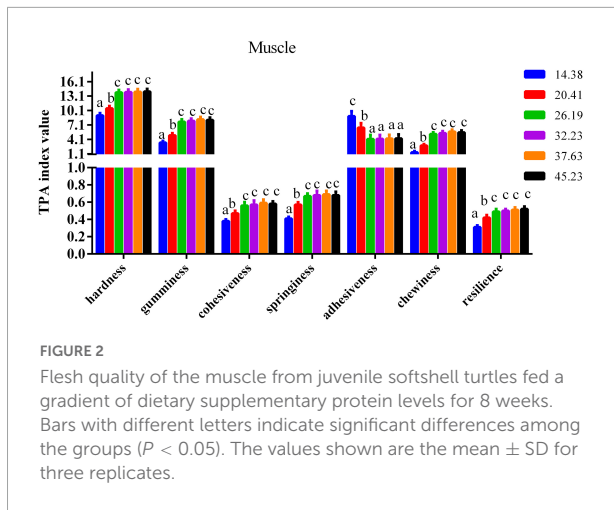 Muscle
TPA index value
16.1
13.1
10.1
7.1
4.1
1.1
1.0
0.8
0.6
0.4
0.2
0.0
a b c c c c
a b c c c c
a b c c c c
a b c c c c
c b a a a a
a b c c c c
a b c c c c
hardness
gumminess
cohesiveness
springiness
adhesiveness
chewiness
resilience
14.38
20.41
26.19
32.23
37.63
45.23
FIGURE 2
Flesh quality of the muscle from juvenile softshell turtles fed a
gradient of dietary supplementary protein levels for 8 weeks.
Bars with different letters indicate significant differences among
the groups (P < 0.05). The values shown are the mean ± SD for
three replicates.